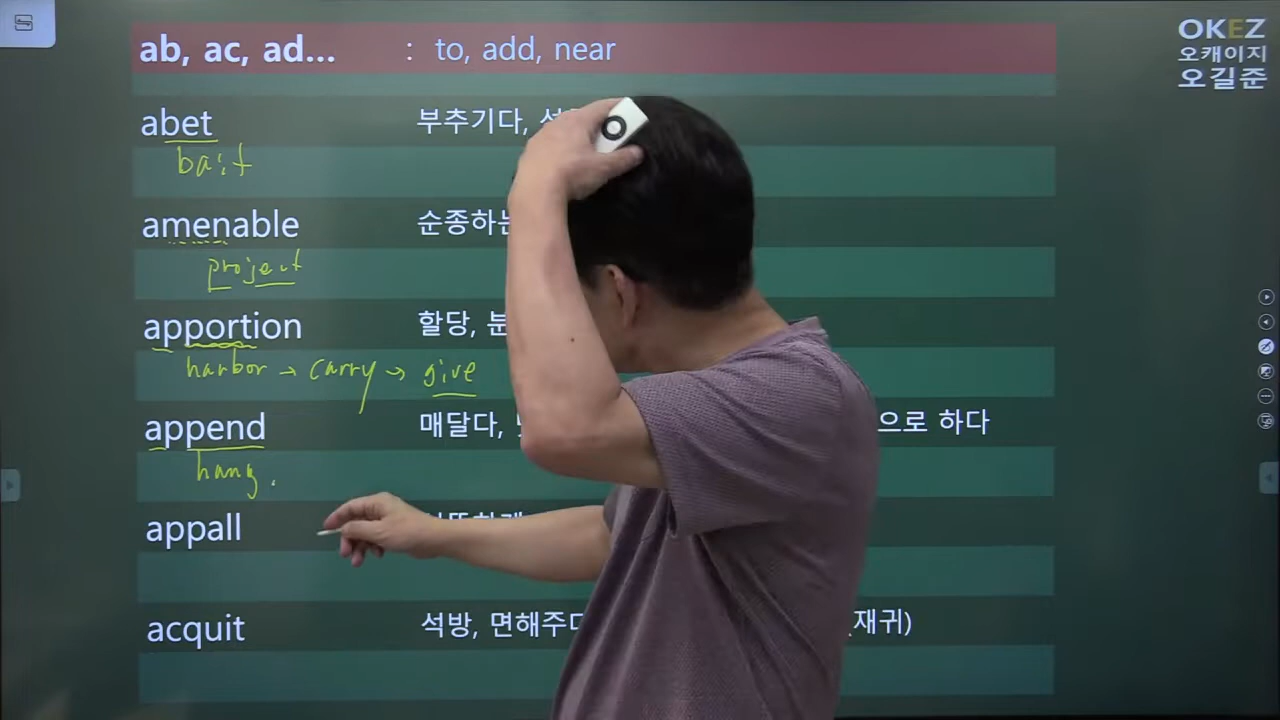 ab, ac, ad... : to, add, near
OKEZ
오캐이지
오길준
abet 부추기다,
bait
amenable 순종하는
project
apportion 할당,
harbor → carry → give
append 매달다, 으로 하다
hang.
appall
acquit 석방, 면해주다 (재귀)